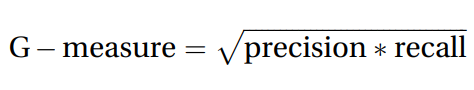 G − measure = √precision ∗ recall